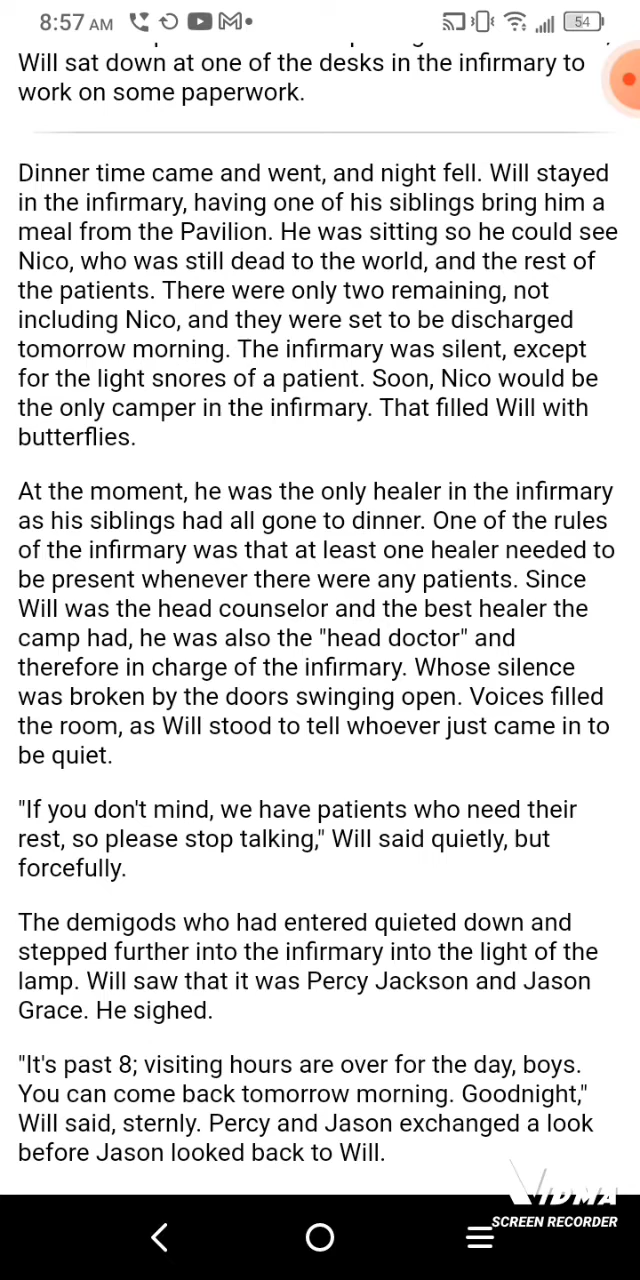 8:57 AM
54
Will sat down at one of the desks in the infirmary to
work on some paperwork.
Dinner time came and went, and night fell. Will stayed
in the infirmary, having one of his siblings bring him a
meal from the Pavilion. He was sitting so he could see
Nico, who was still dead to the world, and the rest of
the patients. There were only two remaining, not
including Nico, and they were set to be discharged
tomorrow morning. The infirmary was silent, except
for the light snores of a patient. Soon, Nico would be
the only camper in the infirmary. That filled Will with
butterflies.
At the moment, he was the only healer in the infirmary
as his siblings had all gone to dinner. One of the rules
of the infirmary was that at least one healer needed to
be present whenever there were any patients. Since
Will was the head counselor and the best healer the
camp had, he was also the "head doctor" and
therefore in charge of the infirmary. Whose silence
was broken by the doors swinging open. Voices filled
the room, as Will stood to tell whoever just came in to
be quiet.
"If you don't mind, we have patients who need their
rest, so please stop talking," Will said quietly, but
forcefully.
The demigods who had entered quieted down and
stepped further into the infirmary into the light of the
lamp. Will saw that it was Percy Jackson and Jason
Grace. He sighed.
"It's past 8; visiting hours are over for the day, boys.
You can come back tomorrow morning. Goodnight,"
Will said, sternly. Percy and Jason exchanged a look
before Jason looked back to Will.
VIDMA
SCREEN RECORDER